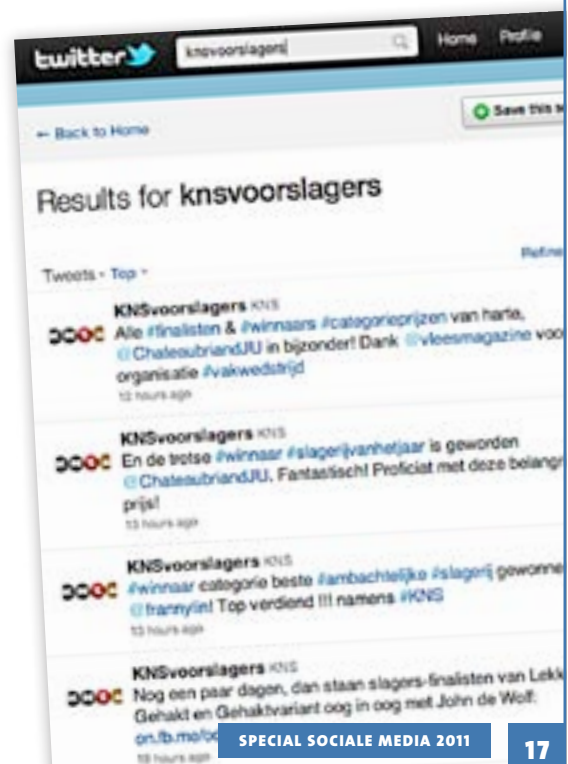 twitter
knsvoorslagers
Home Profile
← Back to Home
Save this
Results for knsvoorslagers
Tweets · Top
KNSvoorslagers KNS
Alle #finalisten & #winnaars #categorieprijzen van harte,
@ChateaubriandJU in bijzonder! Dank @vleesmagazine voo
organisatie #vakwedstrijd
12 hours ago
KNSvoorslagers KNS
En de trotse #winnaar #slagerijvanhetjaar is geworden
@ChateaubriandJU. Fantastisch! Proficiat met deze belangr
prijs!
13 hours ago
KNSvoorslagers KNS
#winnaar categorie beste #ambachtelijke #slagerij gewonne
@frannylin! Top verdiend !!! namens #KNS
13 hours ago
KNSvoorslagers KNS
Nog een paar dagen, dan staan slagers-finalisten van Lekk
Gehakt en Gehaktvariant oog in oog met John de Wolf:
on.fb.me/
19 hours ago
SPECIAL SOCIALE MEDIA 2011
17